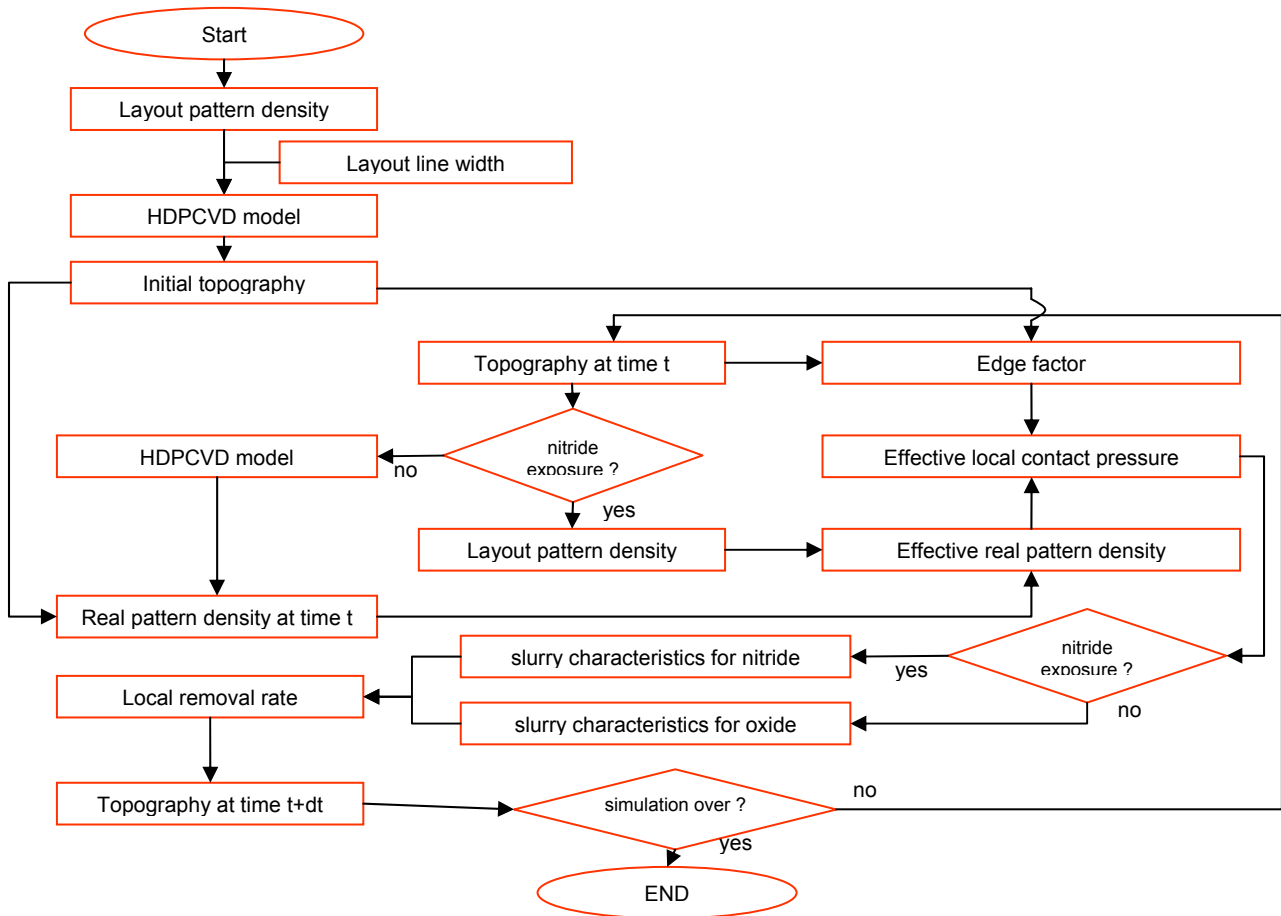 Start
Layout pattern density
Layout line width
HDPCVD model
Initial topography
Topography at time t
Edge factor
nitride
exposure ?
HDPCVD model
no
Effective local contact pressure
yes
Layout pattern density
Effective real pattern density
Real pattern density at time t
slurry characteristics for nitride
yes
nitride
exposure ?
Local removal rate
slurry characteristics for oxide
no
Topography at time t+dt
simulation over ?
no
yes
END